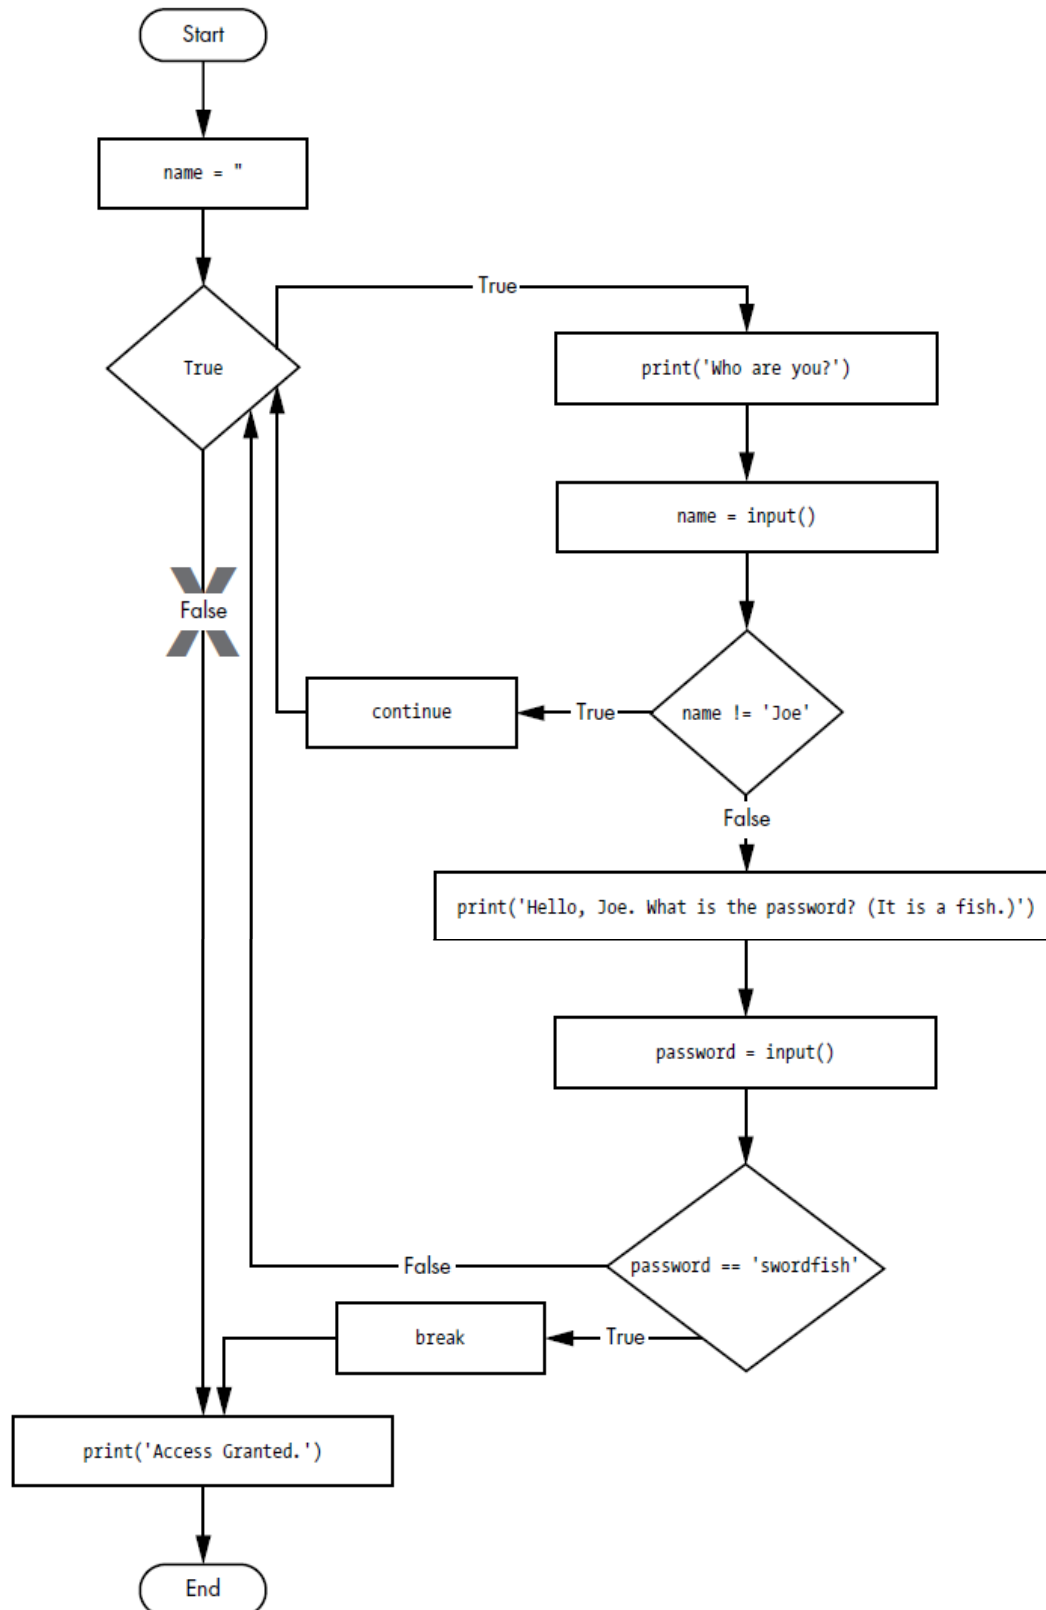 Start
name = "
True
True
print('Who are you?')
name = input()
False
continue
True
name != 'Joe'
False
print('Hello, Joe. What is the password? (It is a fish.)')
password = input()
False
password == 'swordfish'
break
True
print('Access Granted.')
End